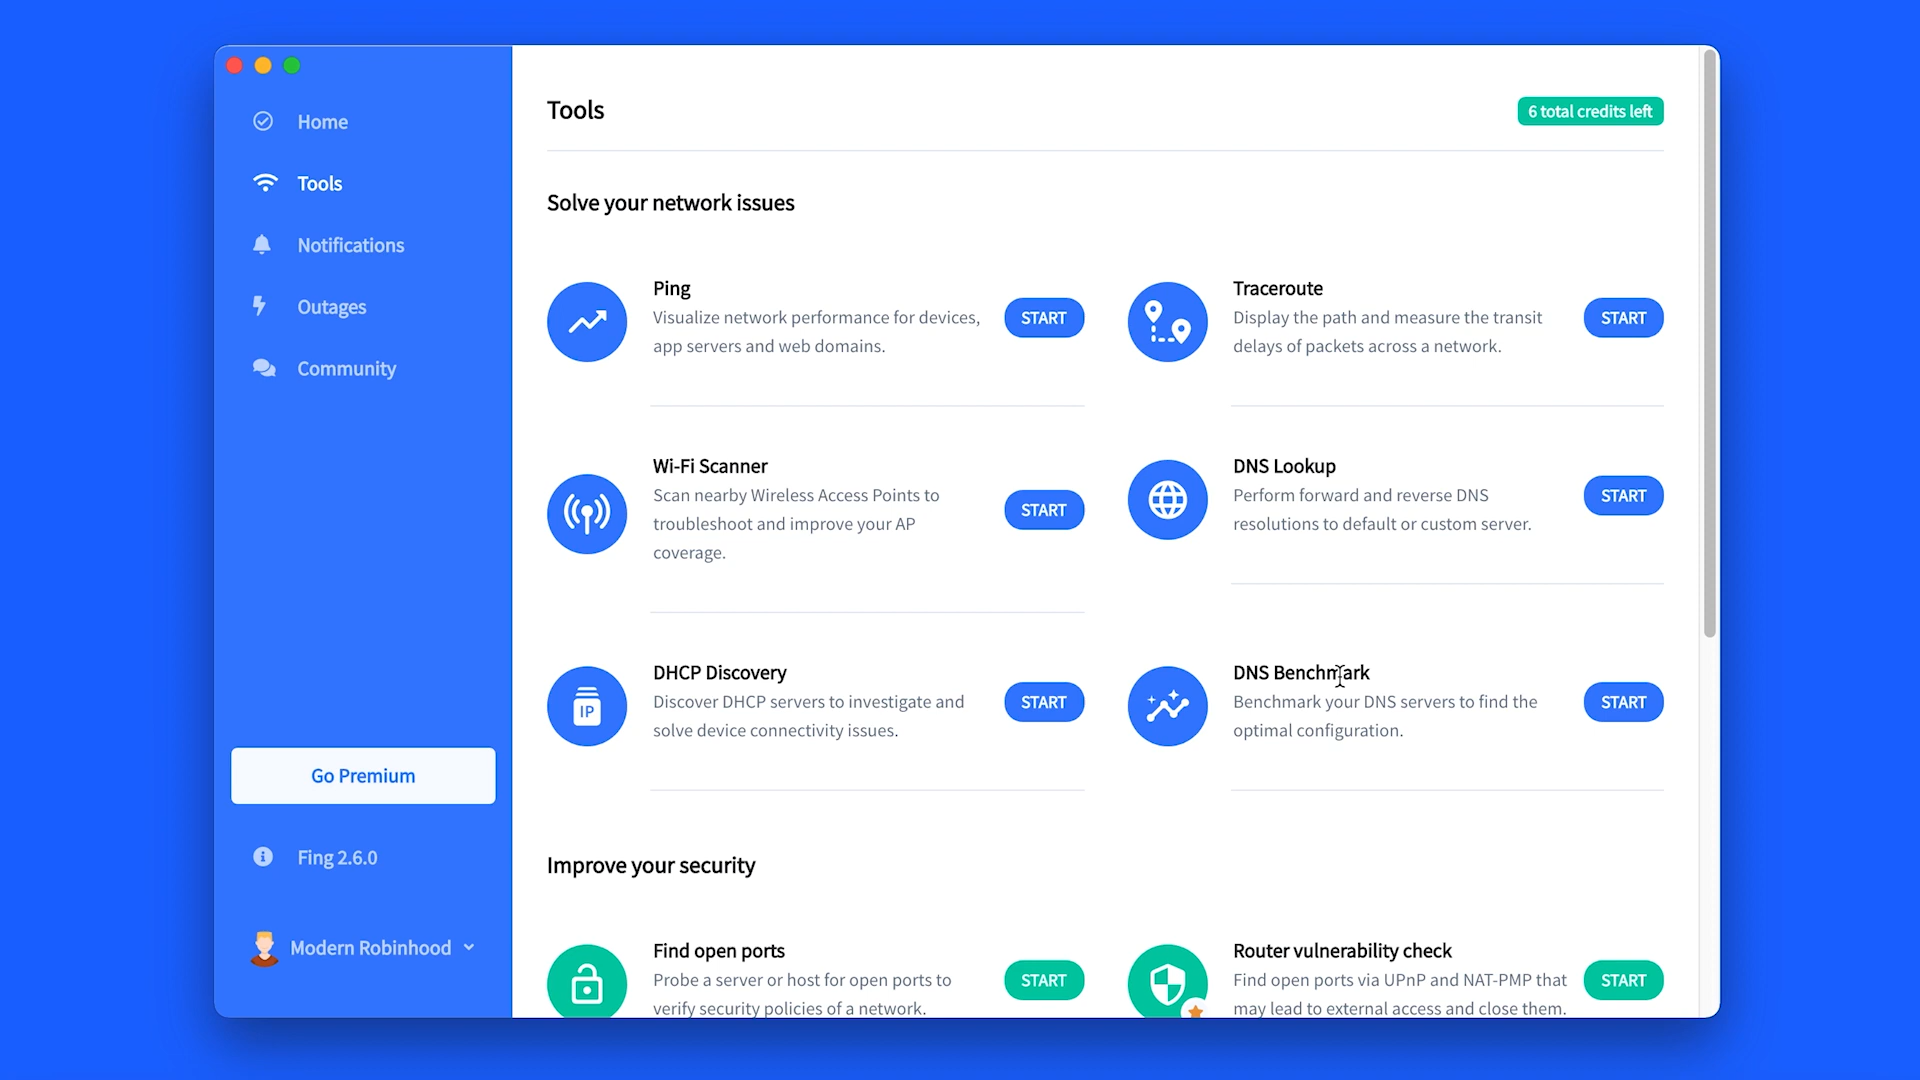 Home
Tools
Notifications
Outages
Community
Go Premium
Fing 2.6.0
Modern Robinhood
Tools
6 total credits left
Solve your network issues
Ping
Visualize network performance for devices,
app servers and web domains.
START
Traceroute
Display the path and measure the transit
delays of packets across a network.
START
Wi-Fi Scanner
Scan nearby Wireless Access Points to
troubleshoot and improve your AP
coverage.
START
DNS Lookup
Perform forward and reverse DNS
resolutions to default or custom server.
START
DHCP Discovery
Discover DHCP servers to investigate and
solve device connectivity issues.
START
IP
DNS Benchmark
Benchmark your DNS servers to find the
optimal configuration.
START
Improve your security
Find open ports
Probe a server or host for open ports to
verify security policies of a network.
START
Router vulnerability check
Find open ports via UPnP and NAT-PMP that
may lead to external access and close them.
START